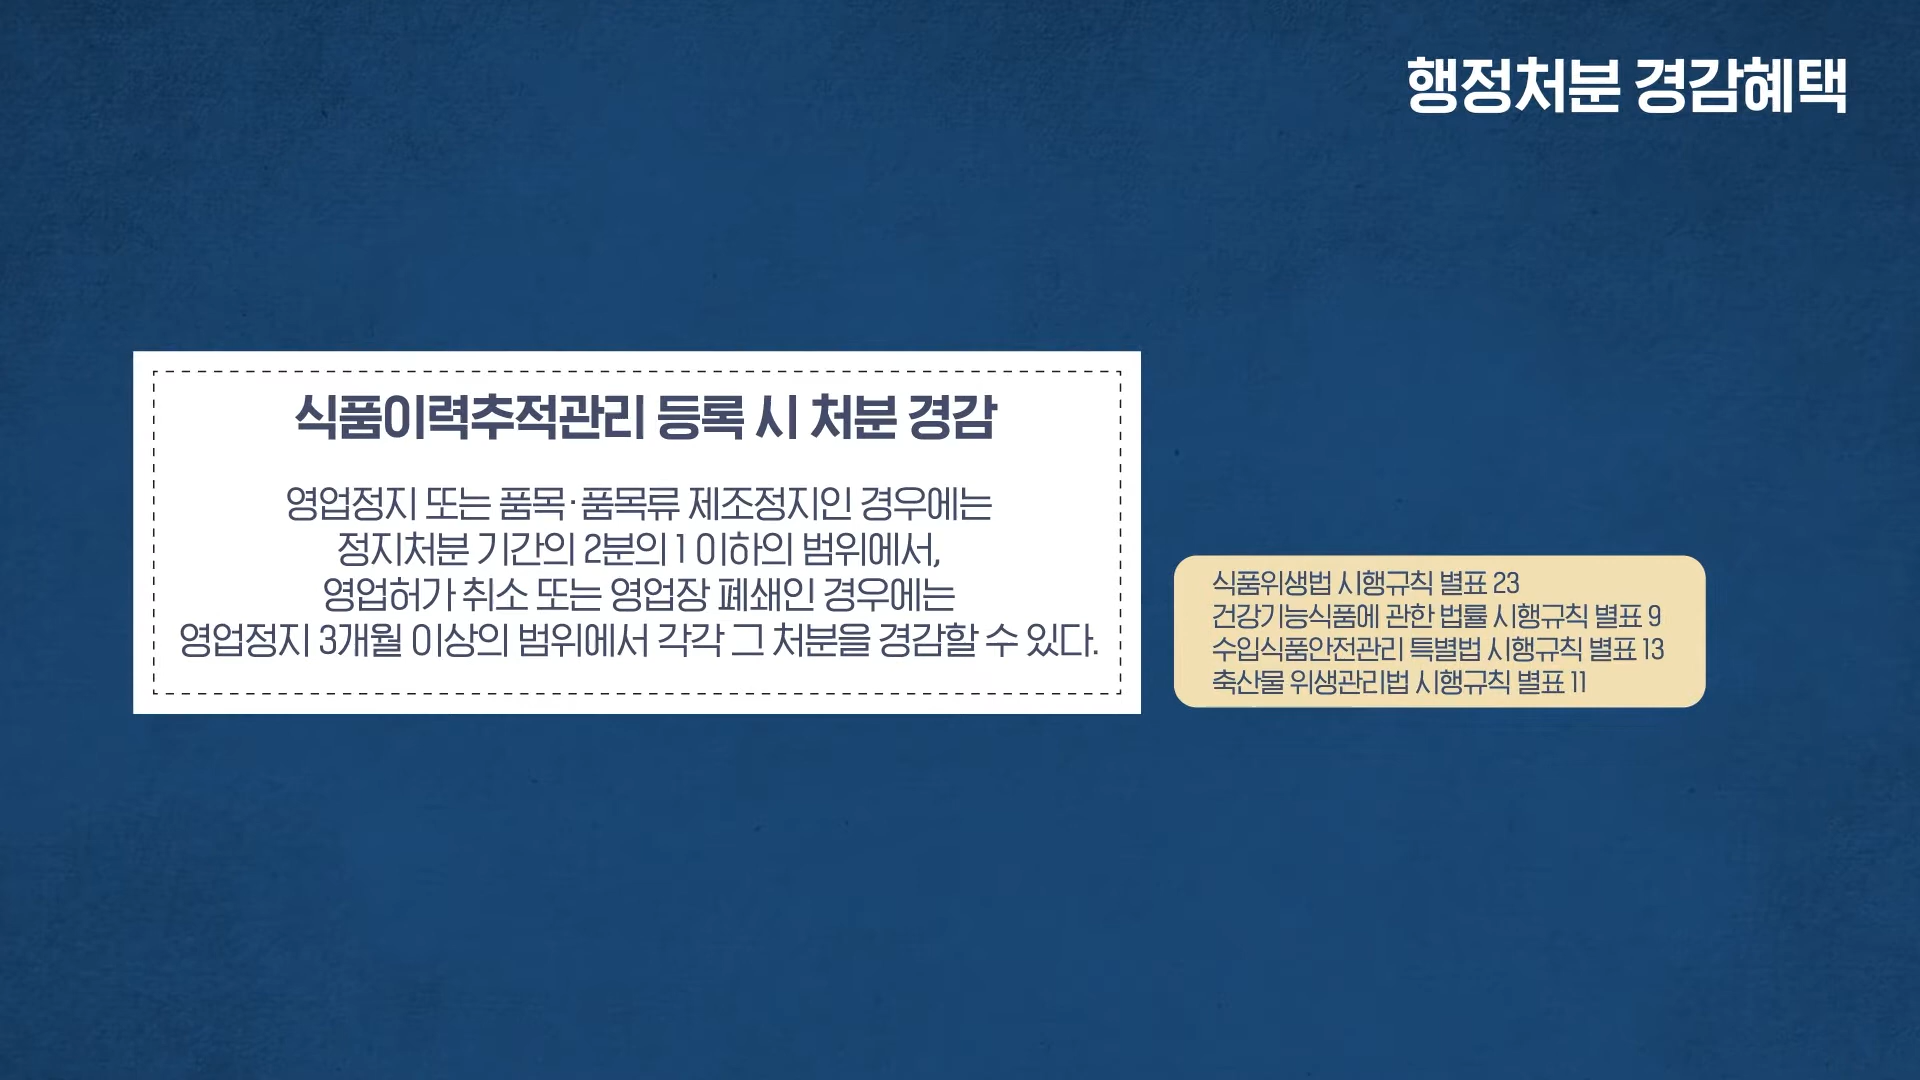 행정처분 경감혜택
식품이력추적관리 등록 시 처분 경감
영업정지 또는 품목·품목류 제조정지인 경우에는
정지처분 기간의 2분의 1 이하의 범위에서,
영업허가 취소 또는 영업장 폐쇄인 경우에는
영업정지 3개월 이상의 범위에서 각각 그 처분을 경감할 수 있다.
식품위생법 시행규칙 별표 23
건강기능식품에 관한 법률 시행규칙 별표 9
수입식품안전관리 특별법 시행규칙 별표 13
축산물 위생관리법 시행규칙 별표 11